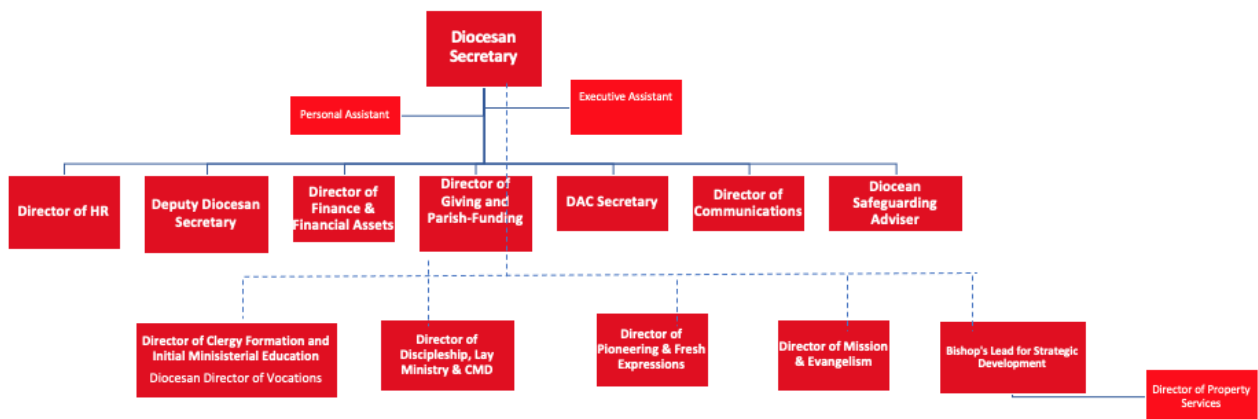 Diocesan
Secretary
Executive Assistant
Personal Assistant
Director of HR
Deputy Diocesan
Secretary
Director of
Finance &
Financial Assets
Director of
Giving and
Parish-Funding
DAC Secretary
Director of
Communications
Diocean
Safeguarding
Adviser
Director of Clergy Formation and
Initial Minisisterial Education
Diocesan Director of Vocations
Director of
Discipleship, Lay
Ministry & CMD
Director of
Pioneering & Fresh
Expressions
Director of Mission
& Evangelism
Bishop's Lead for Strategic
Development
Director of Property
Services